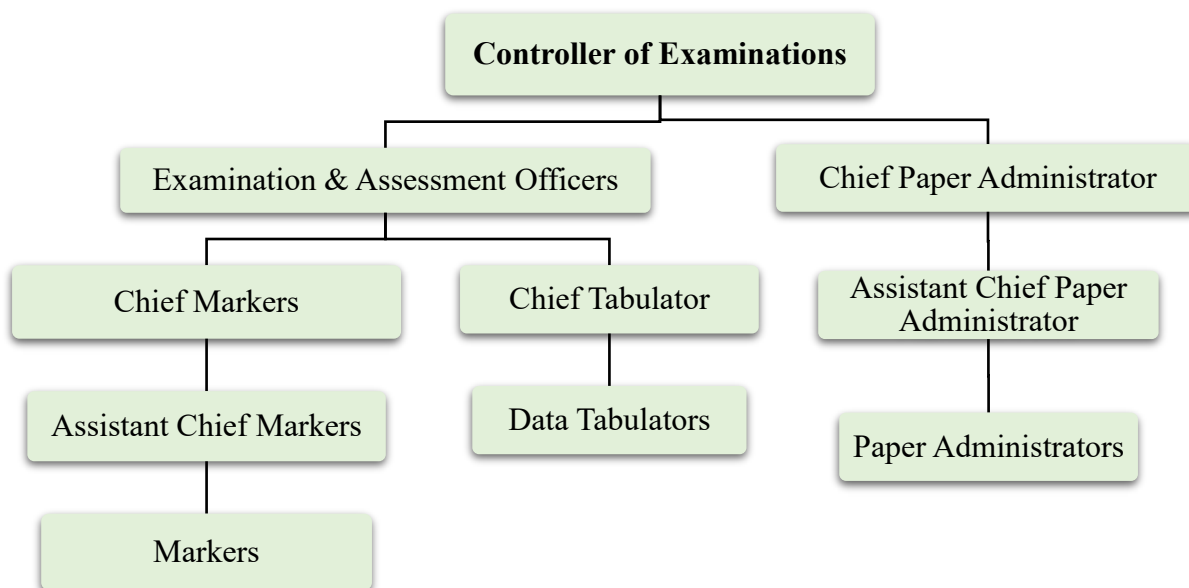 Controller of Examinations
Examination & Assessment Officers
Chief Paper Administrator
Chief Markers
Chief Tabulator
Assistant Chief Paper
Administrator
Assistant Chief Markers
Data Tabulators
Paper Administrators
Markers